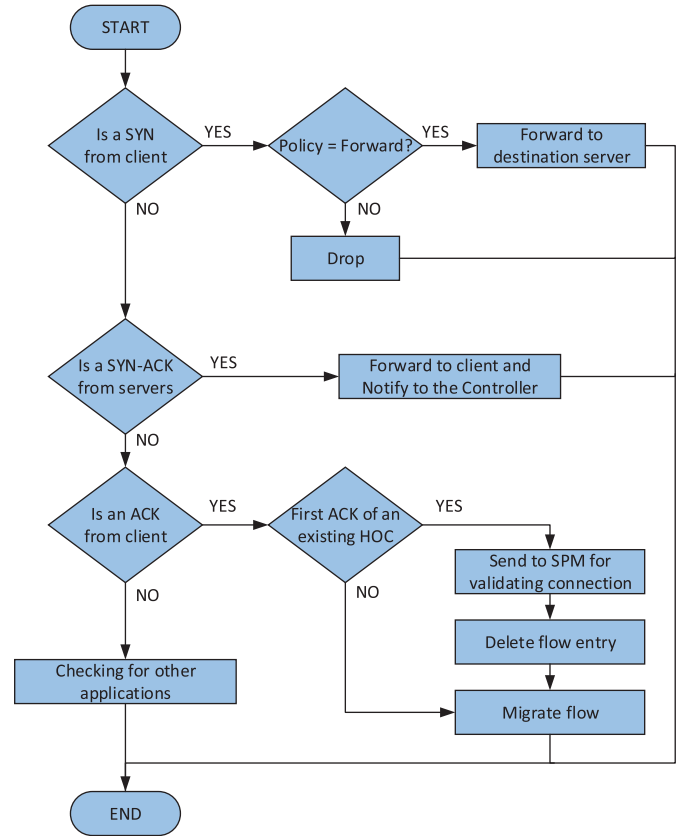 START
Is a SYN
from client
YES
Policy = Forward?
YES
Forward to
destination server
NO
NO
Drop
Is a SYN-ACK
from servers
YES
Forward to client and
Notify to the Controller
NO
Is an ACK
from client
YES
First ACK of an
existing HOC
YES
Send to SPM for
validating connection
NO
NO
Delete flow entry
Checking for other
applications
Migrate flow
END